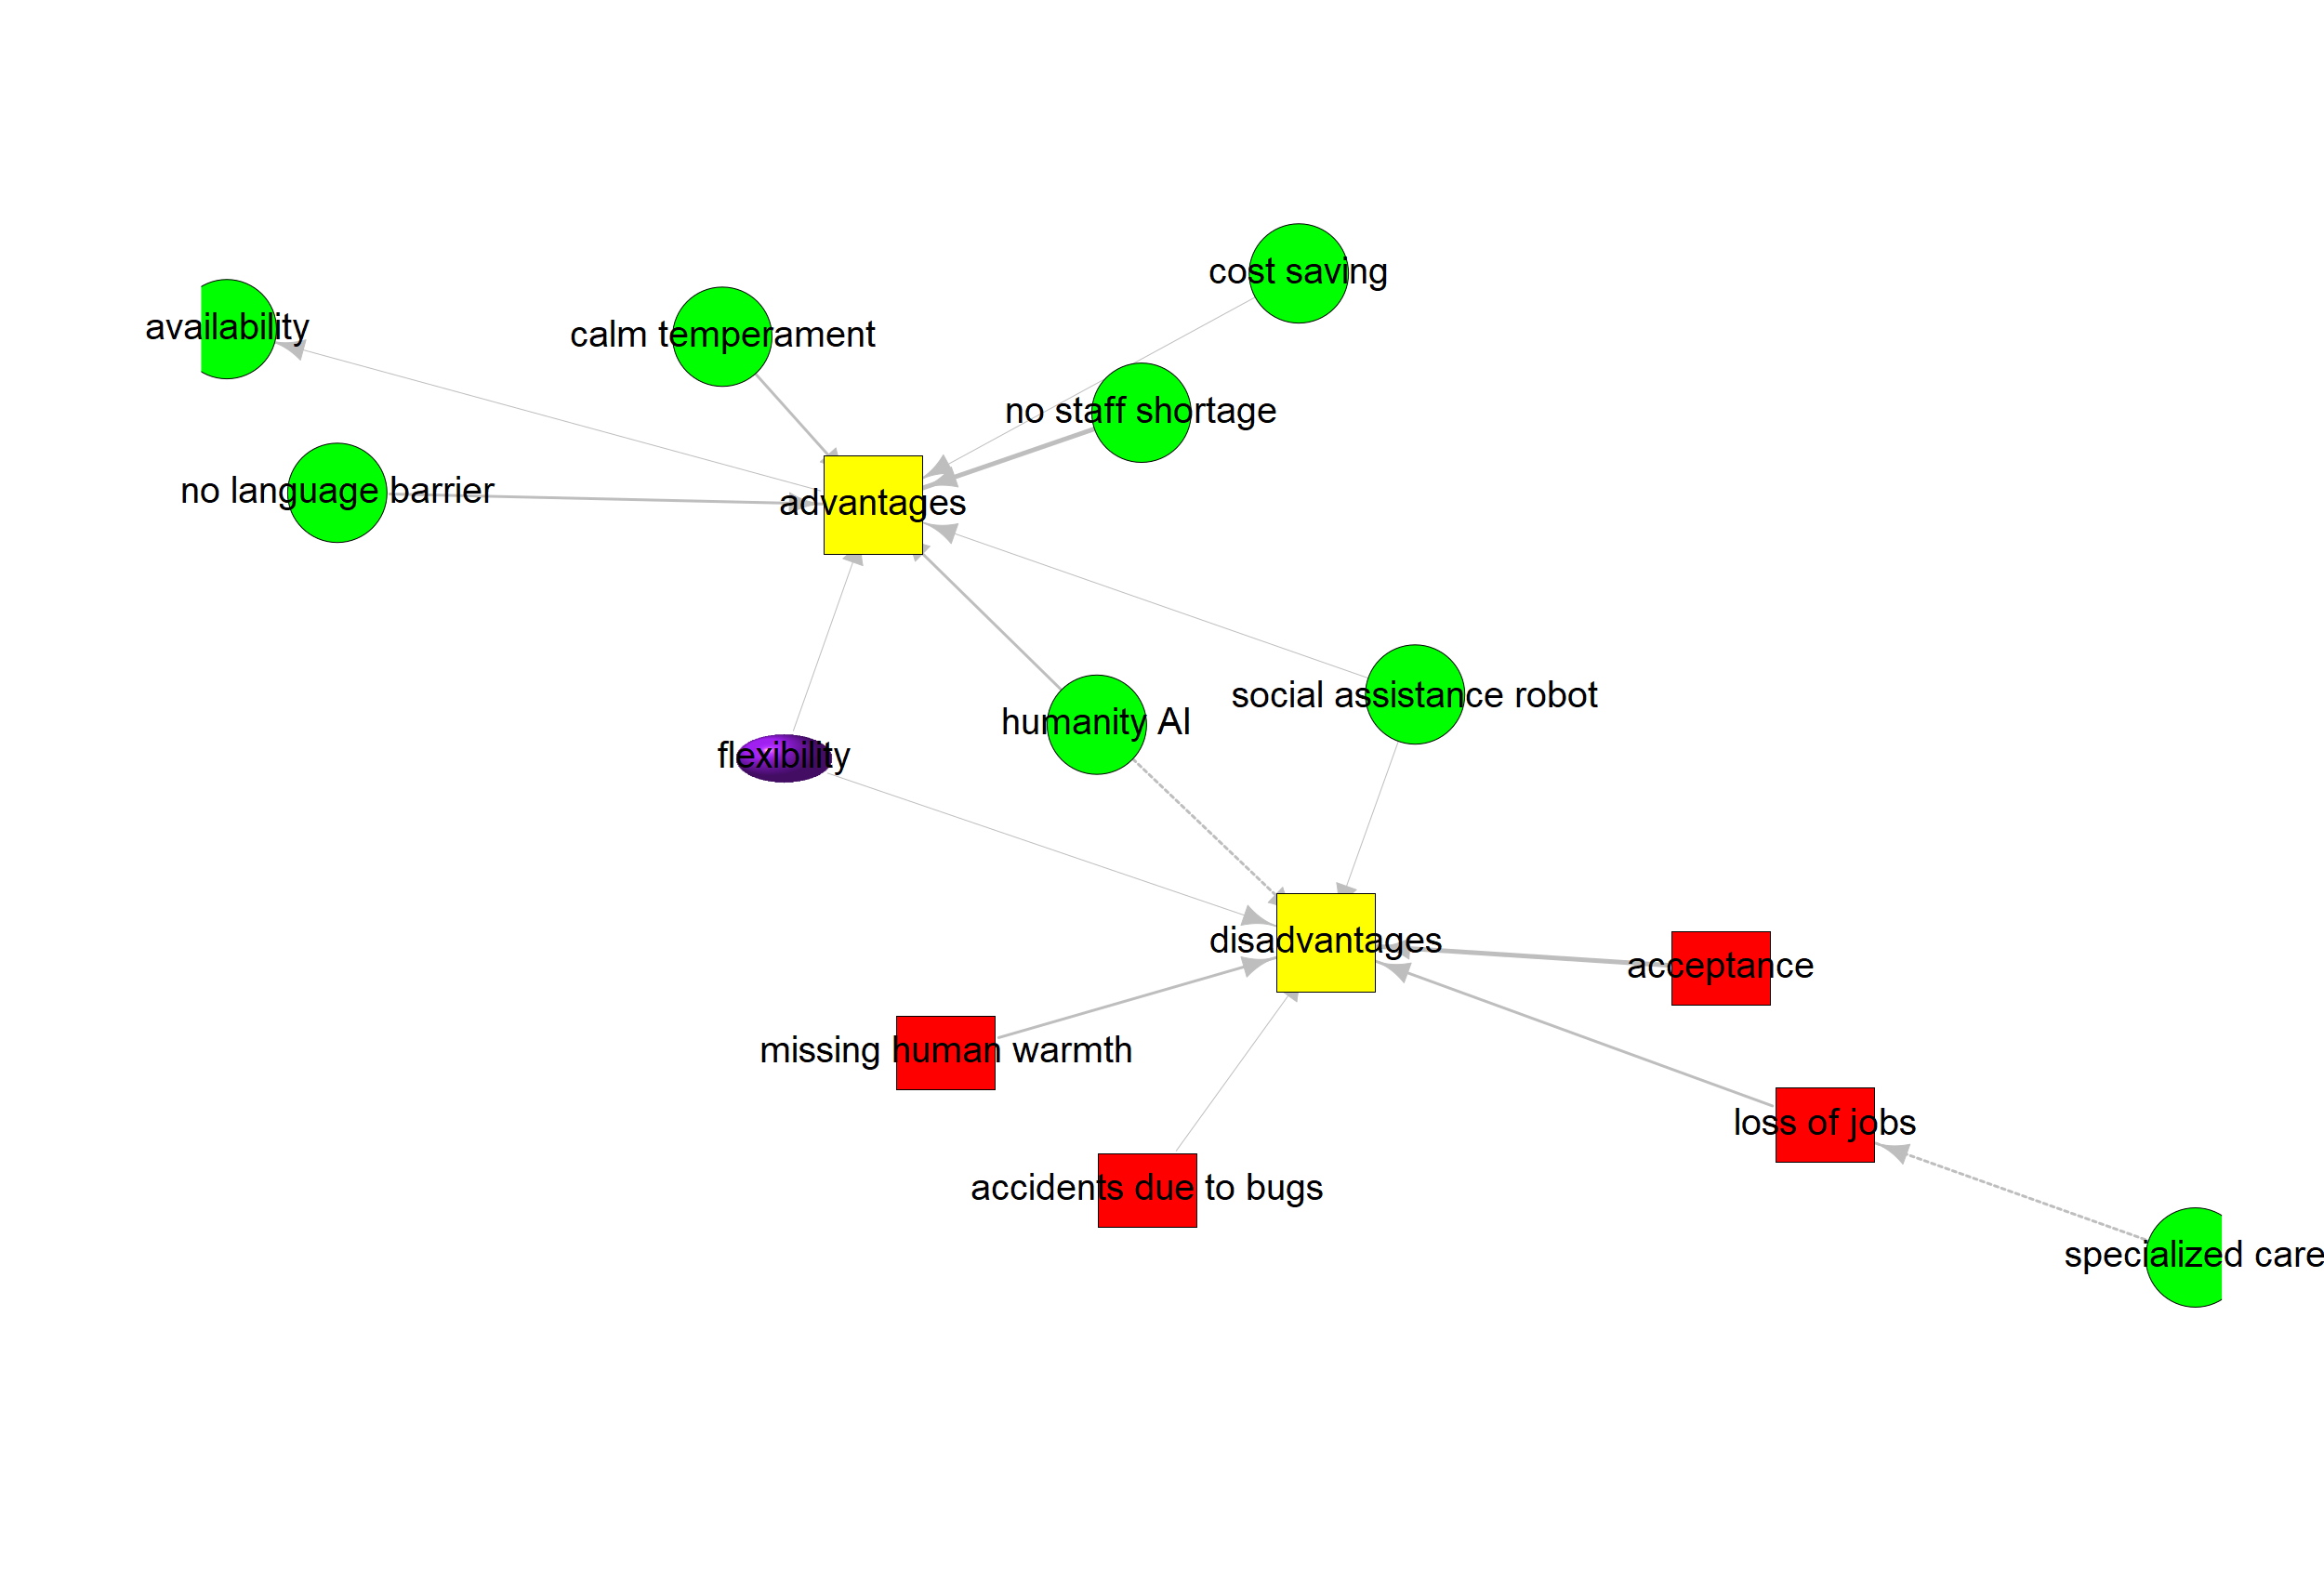 cost saving
availability
calm temperament
no staff shortage
no language barrier
advantages
social assistance robot
humanity AI
flexibility
disadvantages
acceptance
missing human warmth
loss of jobs
accidents due to bugs
specialized care